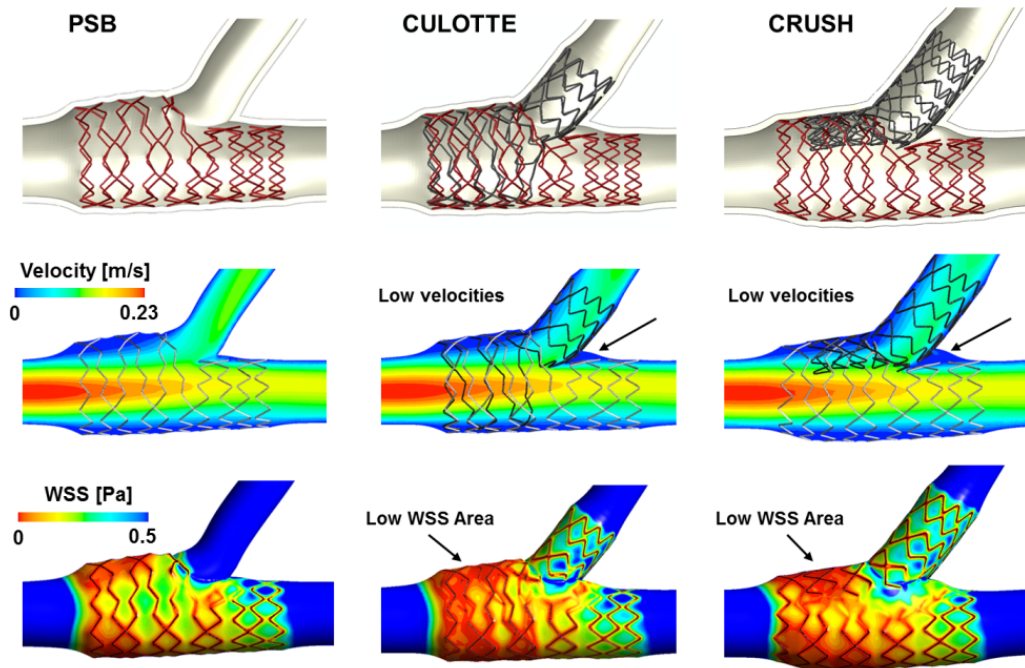 PSB
CULOTTE
CRUSH
Velocity [m/s]
0
0.23
Low velocities
Low velocities
WSS [Pa]
0
0.5
Low WSS Area
Low WSS Area